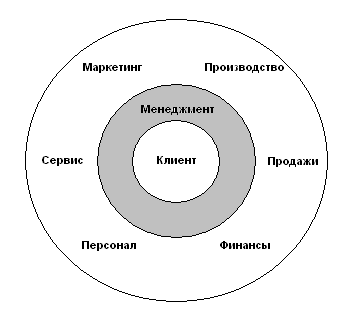 Маркетинг
Производство
Менеджмент
Сервис
Клиент
Продажи
Персонал
Финансы